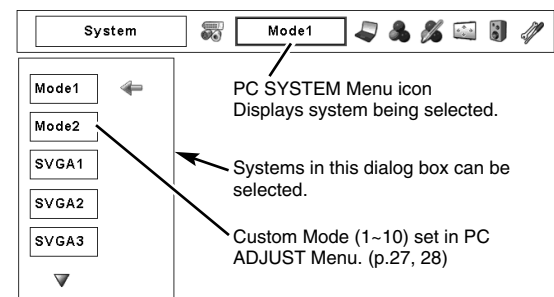 System
Mode1
Mode1
Mode2
SVGA1
SVGA2
SVGA3
PC SYSTEM Menu icon
Displays system being selected.
Systems in this dialog box can be
selected.
Custom Mode (1~10) set in PC
ADJUST Menu. (p.27, 28)